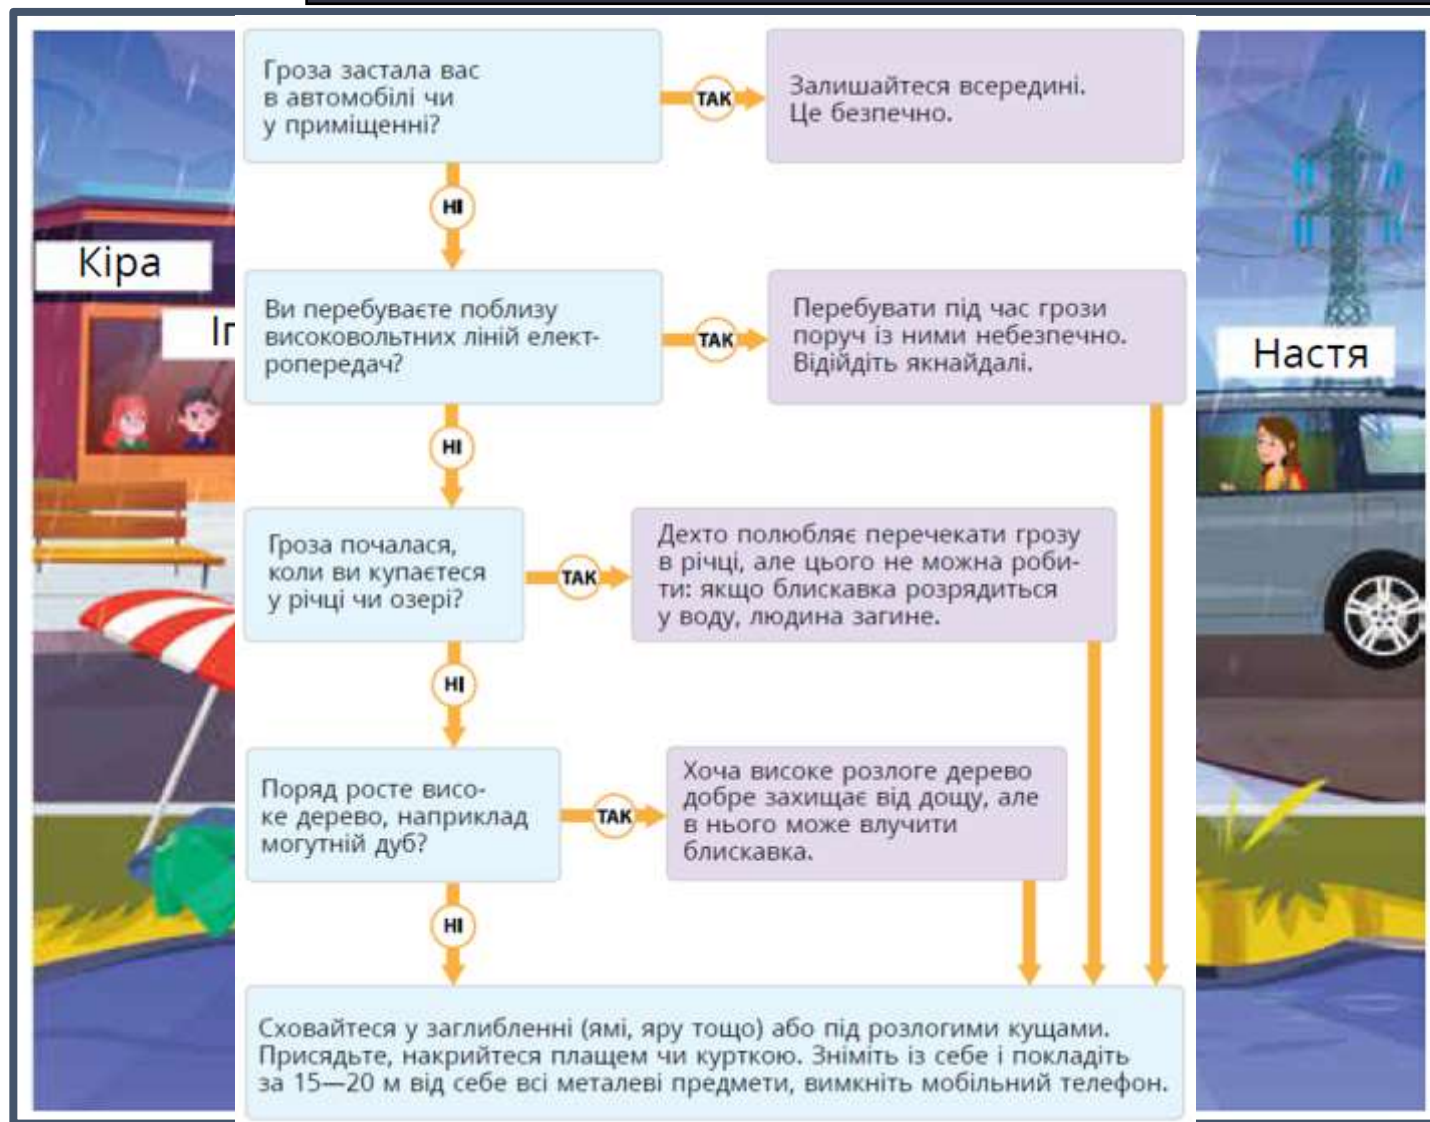 Гроза застала вас
в автомобілі чи
у приміщенні?
ТАК
Залишайтеся всередині.
Це безпечно.
НІ
Кіра
Ви перебуваєте поблизу
високовольтних ліній елект-
ропередач?
ТАК
Перебувати під час грози
поруч із ними небезпечно.
Відійдіть якнайдалі.
Настя
НІ
Гроза почалася,
коли ви купаєтеся
у річці чи озері?
ТАК
Дехто полюбляє перечекати грозу
в річці, але цього не можна роби-
ти: якщо блискавка розрядиться
у воду, людина загине.
НІ
Поряд росте висо-
ке дерево, наприклад
могутній дуб?
ТАК
Хоча високе розлоге дерево
добре захищає від дощу, але
в нього може влучити
блискавка.
НІ
Сховайтеся у заглибленні (ямі, яру тощо) або під розлогими кущами.
Присядьте, накрийтеся плащем чи курткою. Зніміть із себе і покладіть
за 15—20 м від себе всі металеві предмети, вимкніть мобільний телефон.